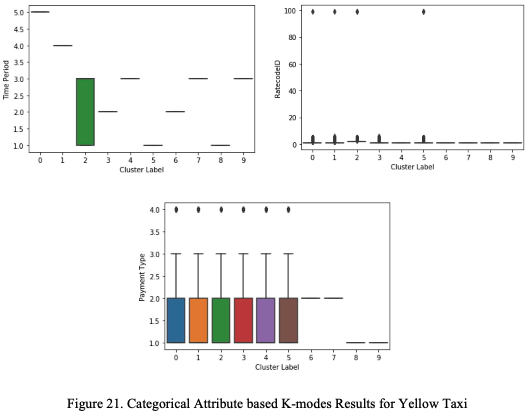 5.0
4.5
4.0
3.5
3.0
2.5
2.0
1.5
1.0
Time Period
0 1 2 3 4 5 6 7 8 9
Cluster Label
100
80
60
40
20
0
RatecodeID
0 1 2 3 4 5 6 7 8 9
Cluster Label
4.0
3.5
3.0
2.5
2.0
1.5
1.0
Payment Type
0 1 2 3 4 5 6 7 8 9
Cluster Label
Figure 21. Categorical Attribute based K-modes Results for Yellow Taxi